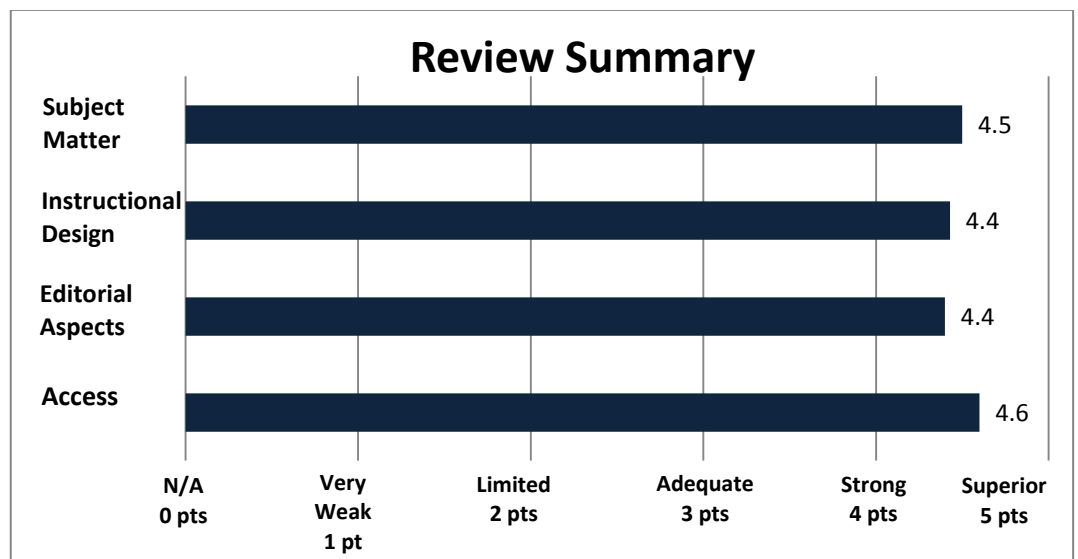 Review Summary
Subject
Matter
4.5
Instructional
Design
4.4
Editorial
Aspects
4.4
Access
4.6
N/A
0 pts
Very
Weak
1 pt
Limited
2 pts
Adequate
3 pts
Strong
4 pts
Superior
5 pts